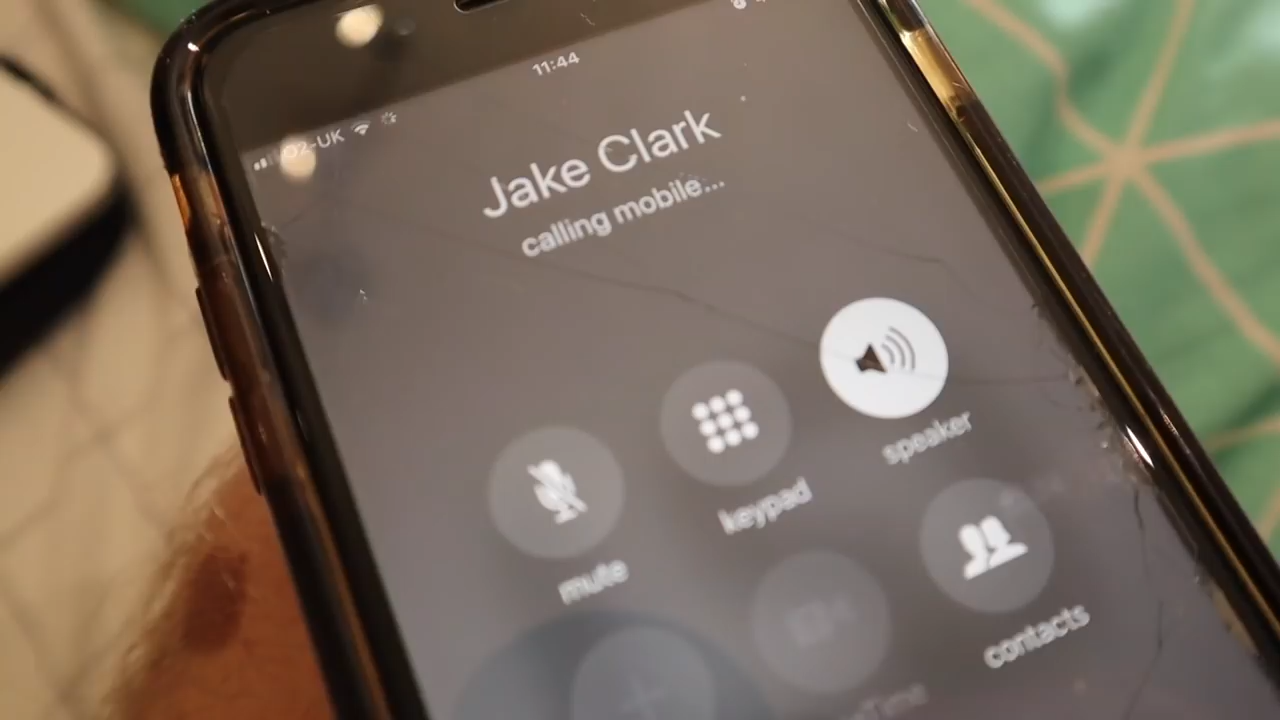 11:44
O2-UK
Jake Clark
calling mobile...
speaker
keypad
mute
contacts